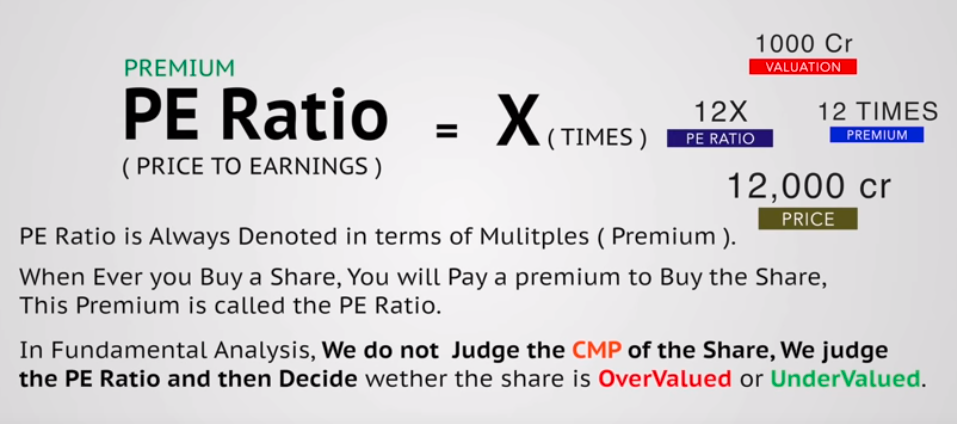 1000 Cr
VALUATION
PREMIUM
PE Ratio = X ( TIMES )
( PRICE TO EARNINGS )
12X
PE RATIO
12 TIMES
PREMIUM
12,000 cr
PRICE
PE Ratio is Always Denoted in terms of Mulitples ( Premium ).
When Ever you Buy a Share, You will Pay a premium to Buy the Share,
This Premium is called the PE Ratio.
In Fundamental Analysis, We do not Judge the CMP of the Share, We judge
the PE Ratio and then Decide wether the share is OverValued or UnderValued.